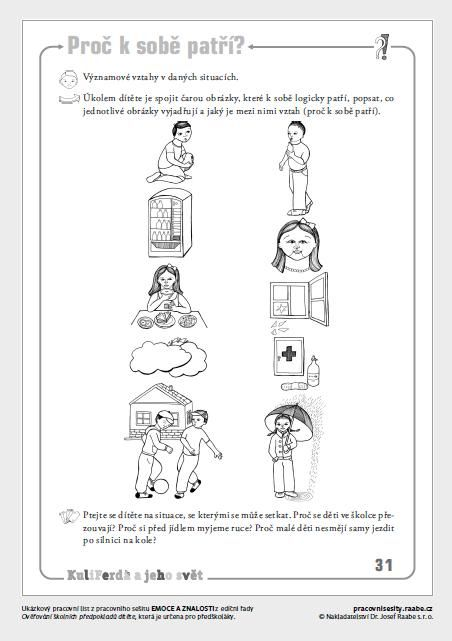 Proč k sobě patří?
Významové vztahy v daných situacích.
Úkolem dítěte je spojit čarou obrázky, které k sobě logicky patří, popsat, co
jednotlivé obrázky vyjadřují a jaký je mezi nimi vztah (proč k sobě patří).
Ptejte se dítěte na situace, se kterými se může setkat. Proč se děti ve školce pře-
zouvají? Proč si před jídlem myjeme ruce? Proč malé děti nesmějí samy jezdit
po silnici na kole?
31
Kuliferda a jeho svět
Ukázkový pracovní list z pracovního sešitu EMOCE A ZNALOSTI z ediční řady
Ověřování školních předpokladů dítěte, která je určena pro předškoláky.
pracovnisesity.raabe.cz
© Nakladatelství Dr. Josef Raabe s. r. o.